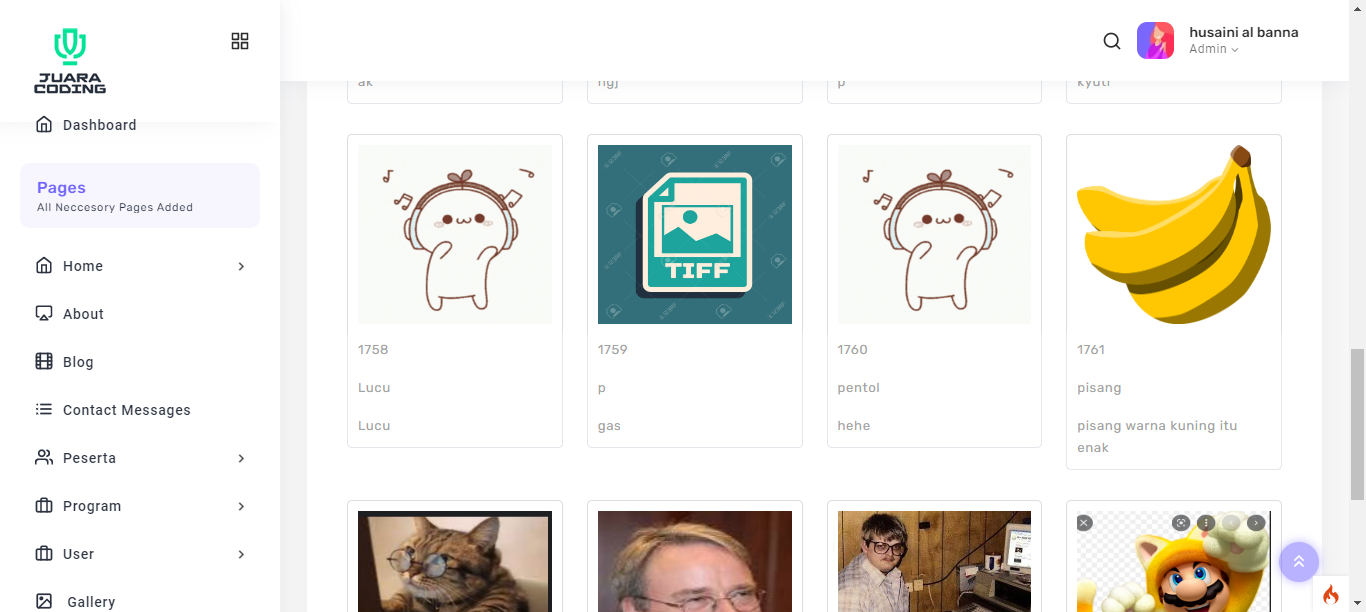 JUARA
CODING
husaini al banna
Admin
Dashboard
Pages
All Neccesory Pages Added
Home
About
Blog
Contact Messages
Peserta
Program
User
Gallery
ak
ngj
p
kyuti
TIFF
1758
Lucu
Lucu
1759
p
gas
1760
pentol
hehe
1761
pisang
pisang warna kuning itu
enak